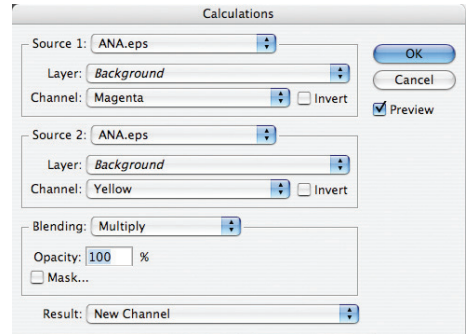 Calculations
Source 1: ANA.eps
OK
Layer: Background
Cancel
Channel: Magenta Invert
Preview
Source 2: ANA.eps
Layer: Background
Channel: Yellow Invert
Blending: Multiply
Opacity: 100 %
Mask...
Result: New Channel